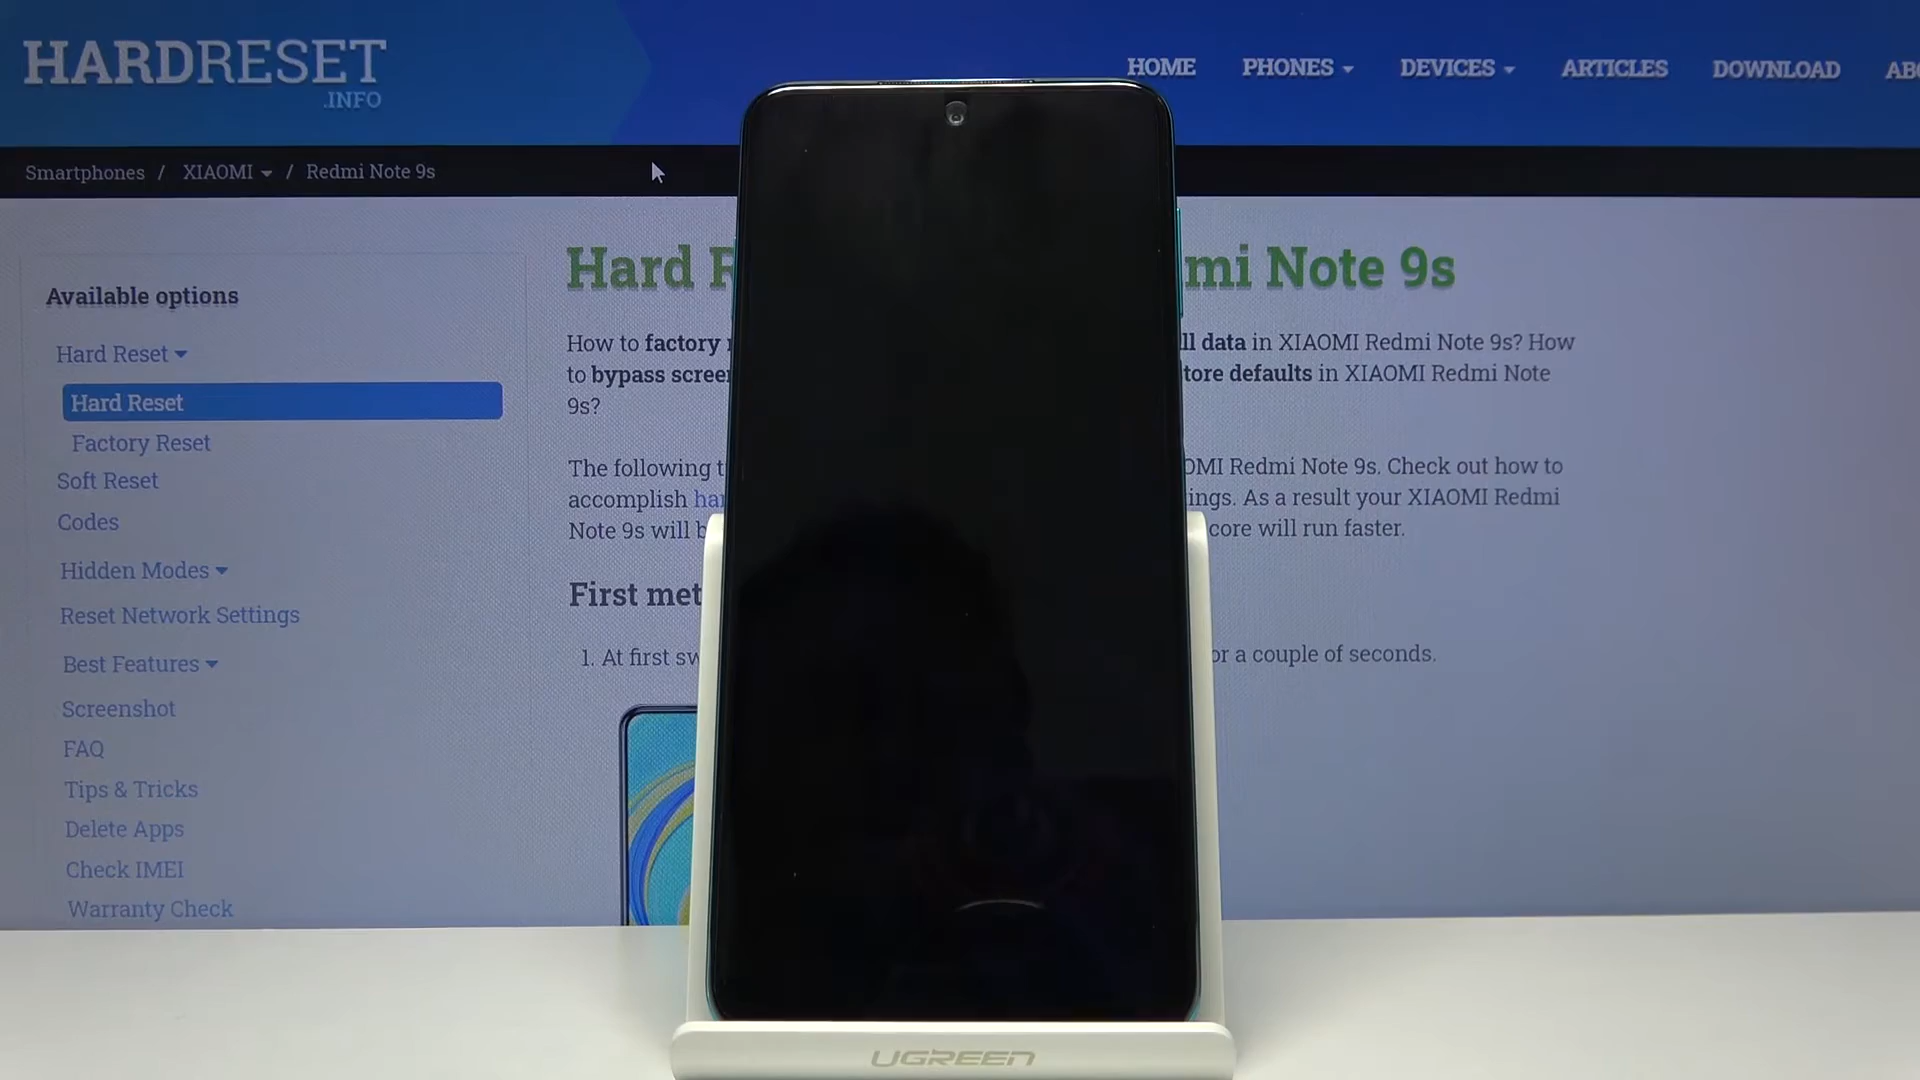 HARDRESET
.INFO
HOME PHONES DEVICES ARTICLES DOWNLOAD
Smartphones / XIAOMI / Redmi Note 9s
Available options
Hard Reset
Hard Reset
Factory Reset
Soft Reset
Codes
Hidden Modes
Reset Network Settings
Best Features
Screenshot
FAQ
Tips & Tricks
Delete Apps
Check IMEI
Warranty Check
Hard R mi Note 9s
How to factory ll data in XIAOMI Redmi Note 9s? How
to bypass scree tore defaults in XIAOMI Redmi Note
9s?
The following t OMI Redmi Note 9s. Check out how to
accomplish ha ings. As a result your XIAOMI Redmi
Note 9s will b core will run faster.
First met
1. At first sw or a couple of seconds.
UGREEN